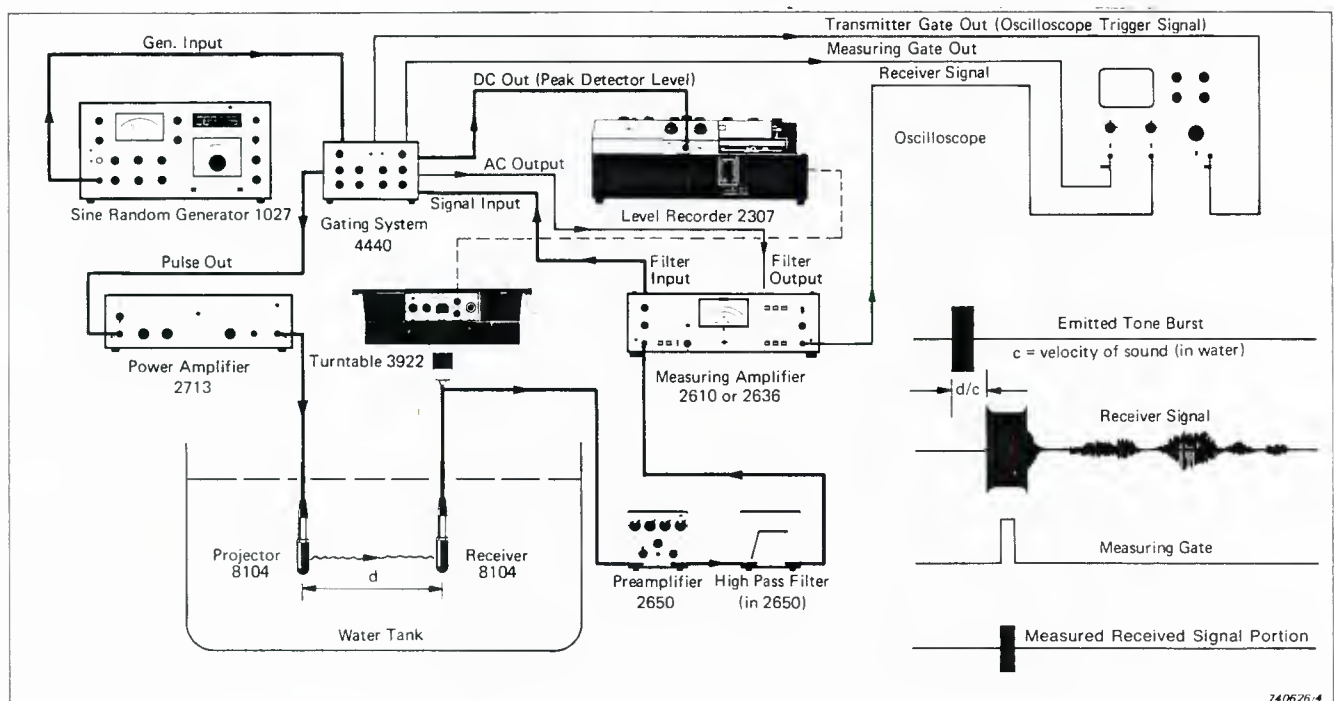 Transmitter Gate Out (Oscilloscope Trigger Signal)
Gen. Input
Measuring Gate Out
DC Out (Peak Detector Level)
Receiver Signal
Oscilloscope
AC Output
Signal Input
Sine Random Generator 1027
Gating System
4440
Level Recorder 2307
Pulse Out
Filter
Input
Filter
Output
Power Amplifier
2713
Turntable 3922
Measuring Amplifier
2610 or 2636
Emitted Tone Burst
c = velocity of sound (in water)
d/c
Receiver Signal
Projector
8104
Receiver
8104
d
Preamplifier
2650
High Pass Filter
(in 2650)
Measuring Gate
Water Tank
Measured Received Signal Portion
740626/4